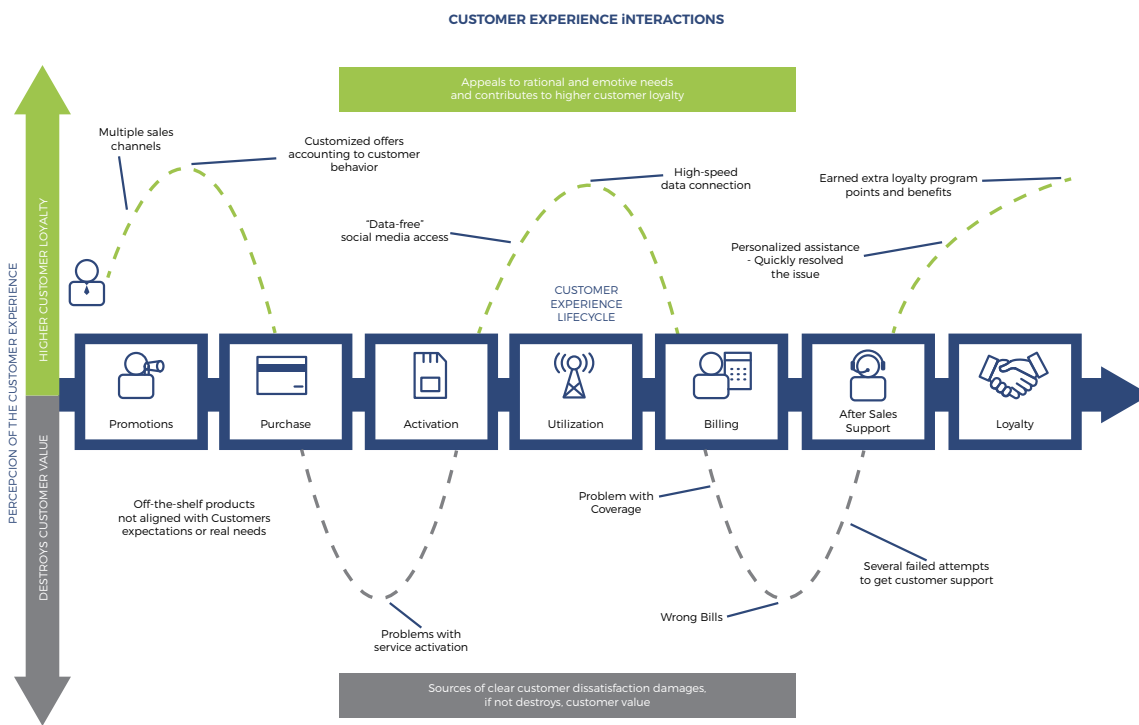 CUSTOMER EXPERIENCE iNTERACTIONS
Appeals to rational and emotive needs
and contributes to higher customer loyalty
Multiple sales
channels
Customized offers
accounting to customer
behavior
High-speed
data connection
Earned extra loyalty program
points and benefits
"Data-free"
social media access
Personalized assistance
- Quickly resolved
the issue
PERCEPCION OF THE CUSTOMER EXPERIENCE
HIGHER CUSTOMER LOYALTY
DESTROYS CUSTOMER VALUE
CUSTOMER
EXPERIENCE
LIFECYCLE
Promotions
Purchase
Activation
Utilization
Billing
After Sales
Support
Loyalty
Off-the-shelf products
not aligned with Customers
expectations or real needs
Problem with
Coverage
Several failed attempts
to get customer support
Wrong Bills
Problems with
service activation
Sources of clear customer dissatisfaction damages,
if not destroys, customer value